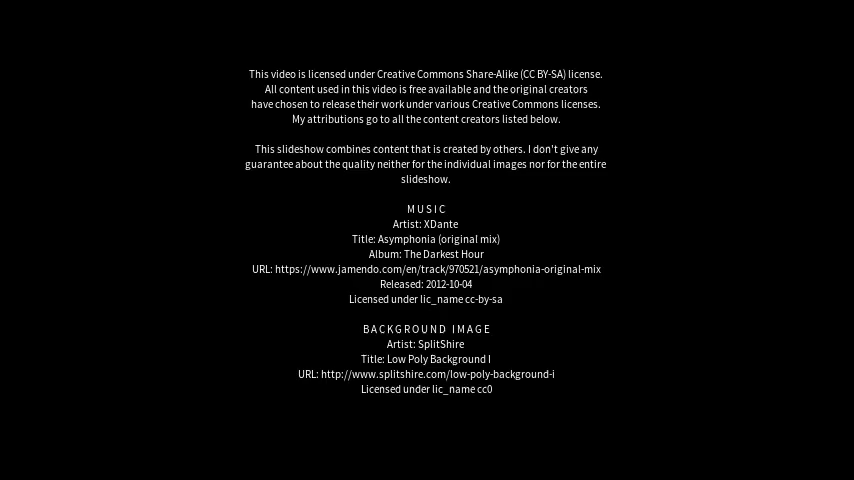 This video is licensed under Creative Commons Share-Alike (CC BY-SA) license.
All content used in this video is free available and the original creators
have chosen to release their work under various Creative Commons licenses.
My attributions go to all the content creators listed below.
This slideshow combines content that is created by others. I don't give any
guarantee about the quality neither for the individual images nor for the entire
slideshow.
MUSIC
Artist: XDante
Title: Asymphonia (original mix)
Album: The Darkest Hour
URL: https://www.jamendo.com/en/track/970521/asymphonia-original-mix
Released: 2012-10-04
Licensed under lic_name cc-by-sa
BACKGROUND IMAGE
Artist: SplitShire
Title: Low Poly Background I
URL: http://www.splitshire.com/low-poly-background-i
Licensed under lic_name cc0